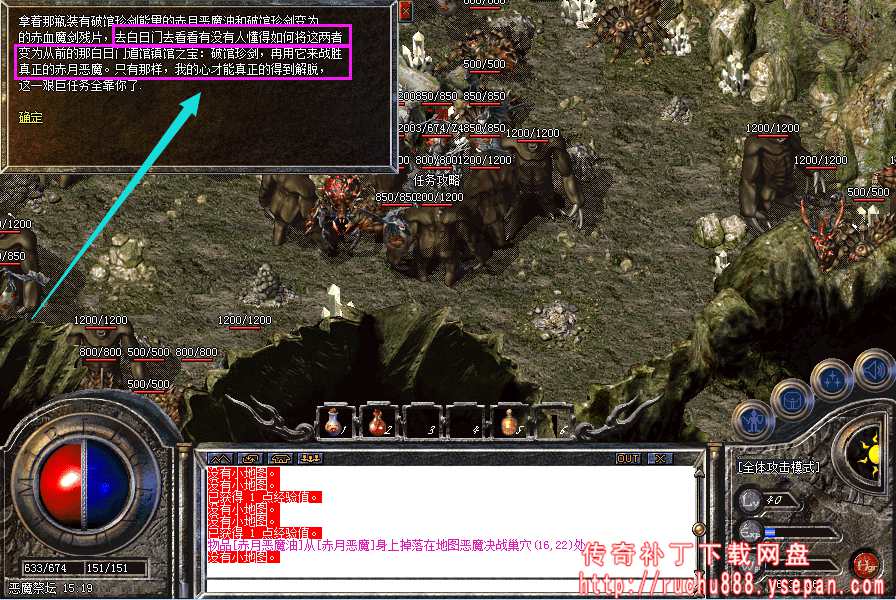 拿着那瓶装有破馆珍剑能量的赤月恶魔油和破馆珍剑变为
的赤血魔剑残片，去白日门去看看有没有人懂得如何将这两者
变为从前的那白日门道馆镇馆之宝：破馆珍剑，再用它来战胜
真正的赤月恶魔。只有那样，我的心才能真正的得到解脱，
这一艰巨任务全靠你了.
确定
500/500
850/850 850/850
2003/674/Z4850/850
1200/1200
800/800 1200/1200
任务攻略
850/850
1200/1200
1200/1200
500/500
/1200
/850
1200/1200
1200/1200
800/800 500/500 800/800
500/500
1 2 3 4 5 6
OUT
没有小地图。
没有小地图。
已获得 1 点经验值。
没有小地图。
没有小地图。
已获得 1 点经验值。
物品[赤月恶魔油]从[赤月恶魔]身上掉落在地图恶魔决战巢穴(16,22)处
没有小地图。
[全体攻击模式]
Lv 40
Exp
633/674 151/151
恶魔祭坛 15 19
传奇补丁下载网盘
http://ruchu888.ysepan.com